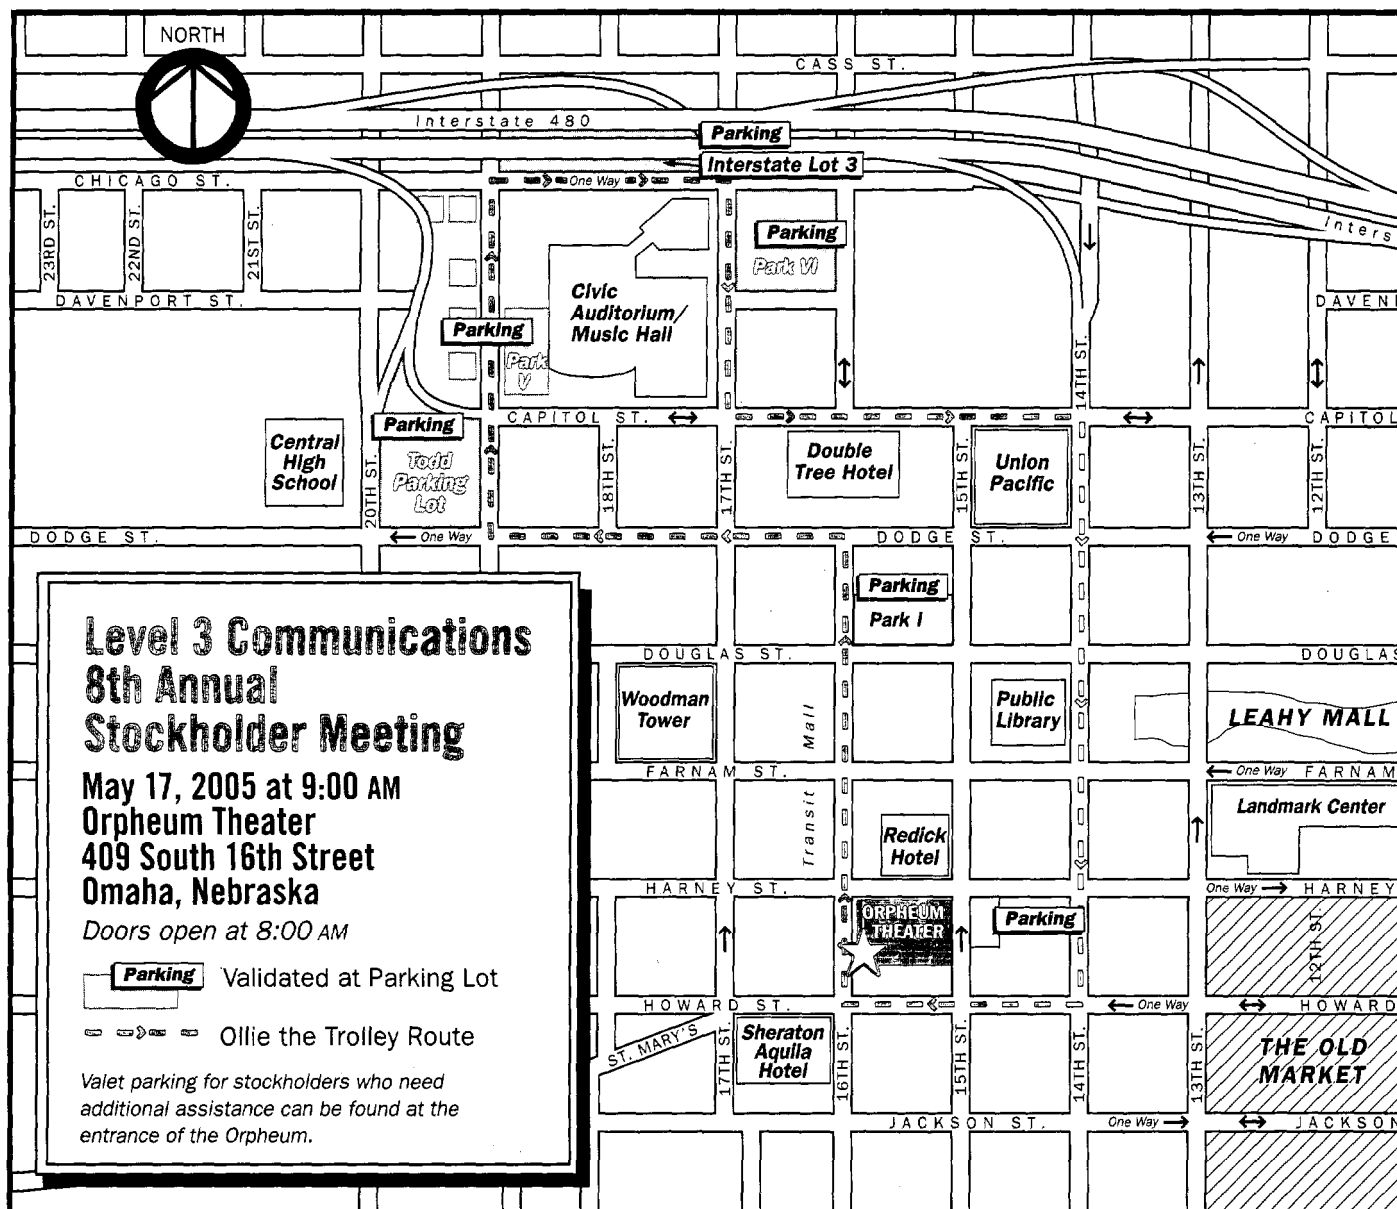 NORTH
CASS ST.
Interstate 480
Parking
Interstate Lot 3
CHICAGO ST.
One Way
23RD ST.
22ND ST.
21ST ST.
Parking
Park VI
Inters
DAVENPORT ST.
DAVENI
Civic
Auditorium/
Music Hall
Parking
Park
V
14TH ST.
CAPITOL ST.
CAPITOL
Parking
Central
High
School
Todd
Parking
Lot
20TH ST.
18TH ST.
17TH ST.
Double
Tree Hotel
15TH ST.
Union
Pacific
13TH ST.
12TH ST.
DODGE ST.
One Way
DODGE ST.
One Way
DODGE
Parking
Park I
DOUGLAS ST.
DOUGLAS
Woodman
Tower
Transit Mall
Public
Library
LEAHY MALL
FARNAM ST.
One Way
FARNAM
Landmark Center
Redick
Hotel
HARNEY ST.
One Way
HARNEY
ORPHEUM
THEATER
Parking
12TH ST.
HOWARD ST.
One Way
HOWARD
ST. MARY'S
17TH ST.
Sheraton
Aquila
Hotel
16TH ST.
15TH ST.
14TH ST.
13TH ST.
THE OLD
MARKET
JACKSON ST.
One Way
JACKSON
Level 3 Communications
8th Annual
Stockholder Meeting
May 17, 2005 at 9:00 AM
Orpheum Theater
409 South 16th Street
Omaha, Nebraska
Doors open at 8:00 AM
Parking Validated at Parking Lot
Ollie the Trolley Route
Valet parking for stockholders who need
additional assistance can be found at the
entrance of the Orpheum.